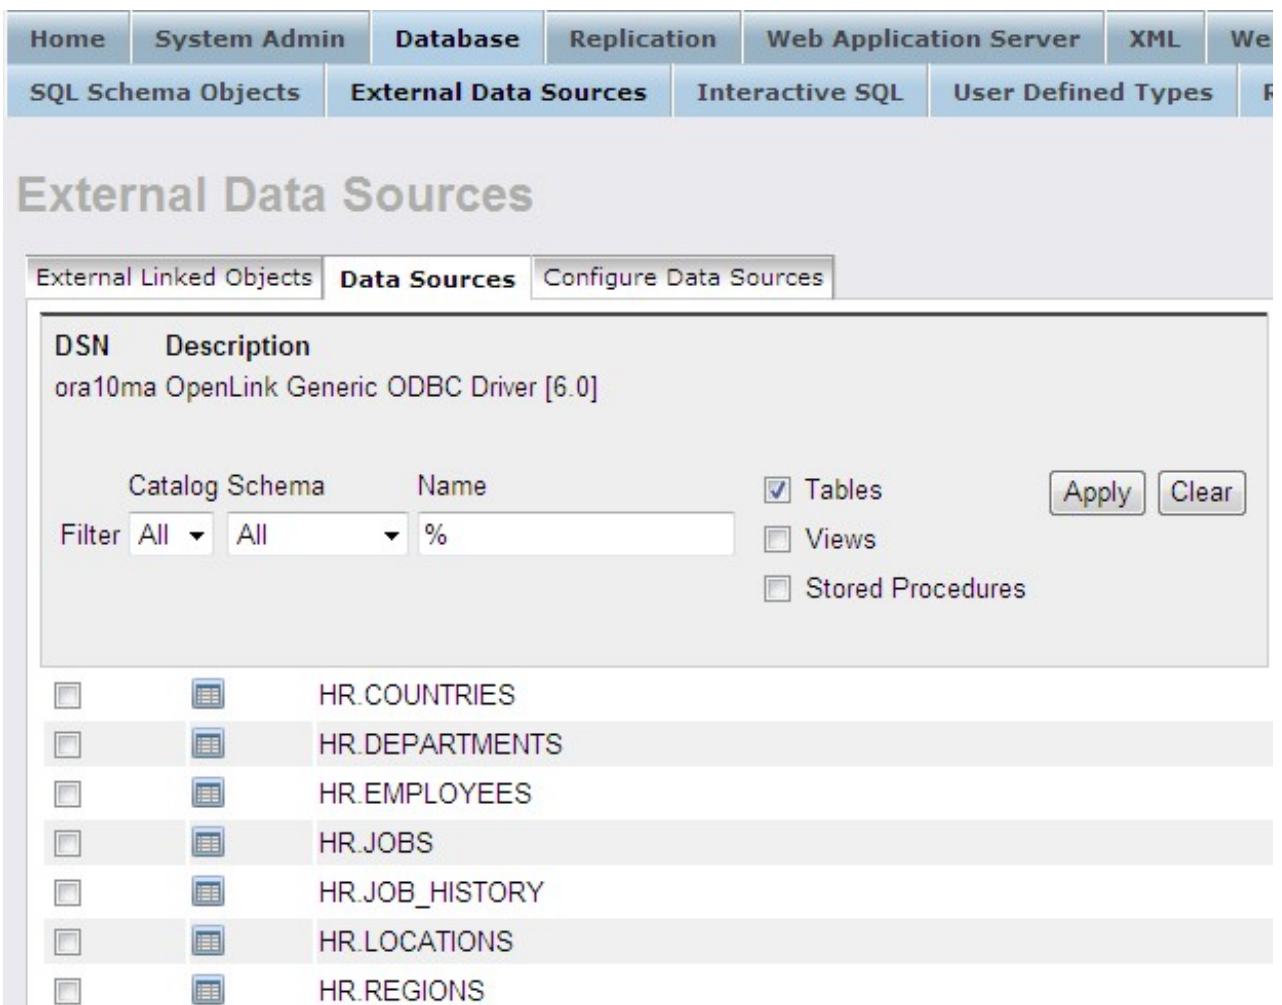 Home System Admin Database Replication Web Application Server XML We
SQL Schema Objects External Data Sources Interactive SQL User Defined Types
External Data Sources
External Linked Objects Data Sources Configure Data Sources
DSN Description
ora10ma OpenLink Generic ODBC Driver [6.0]
Catalog Schema Name Tables Apply Clear
Filter All All % Views
Stored Procedures
HR.COUNTRIES
HR.DEPARTMENTS
HR.EMPLOYEES
HR.JOBS
HR.JOB_HISTORY
HR.LOCATIONS
HR.REGIONS